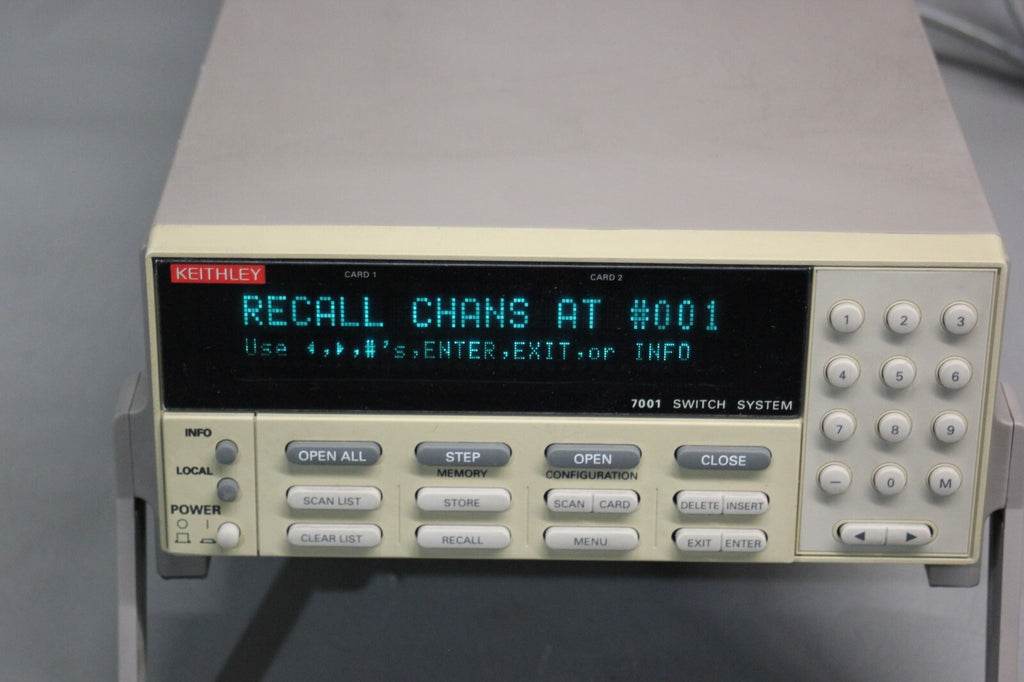 KEITHLEY
CARD 1
CARD 2
RECALL CHANS AT #001
Use ◀,▶,#'s,ENTER,EXIT,or INFO
7001 SWITCH SYSTEM
INFO
LOCAL
POWER
OPEN ALL
STEP
OPEN
CLOSE
MEMORY
CONFIGURATION
SCAN LIST
STORE
SCAN CARD
DELETE INSERT
CLEAR LIST
RECALL
MENU
EXIT ENTER
1 2 3
4 5 6
7 8 9
– 0 M
◀ ▶